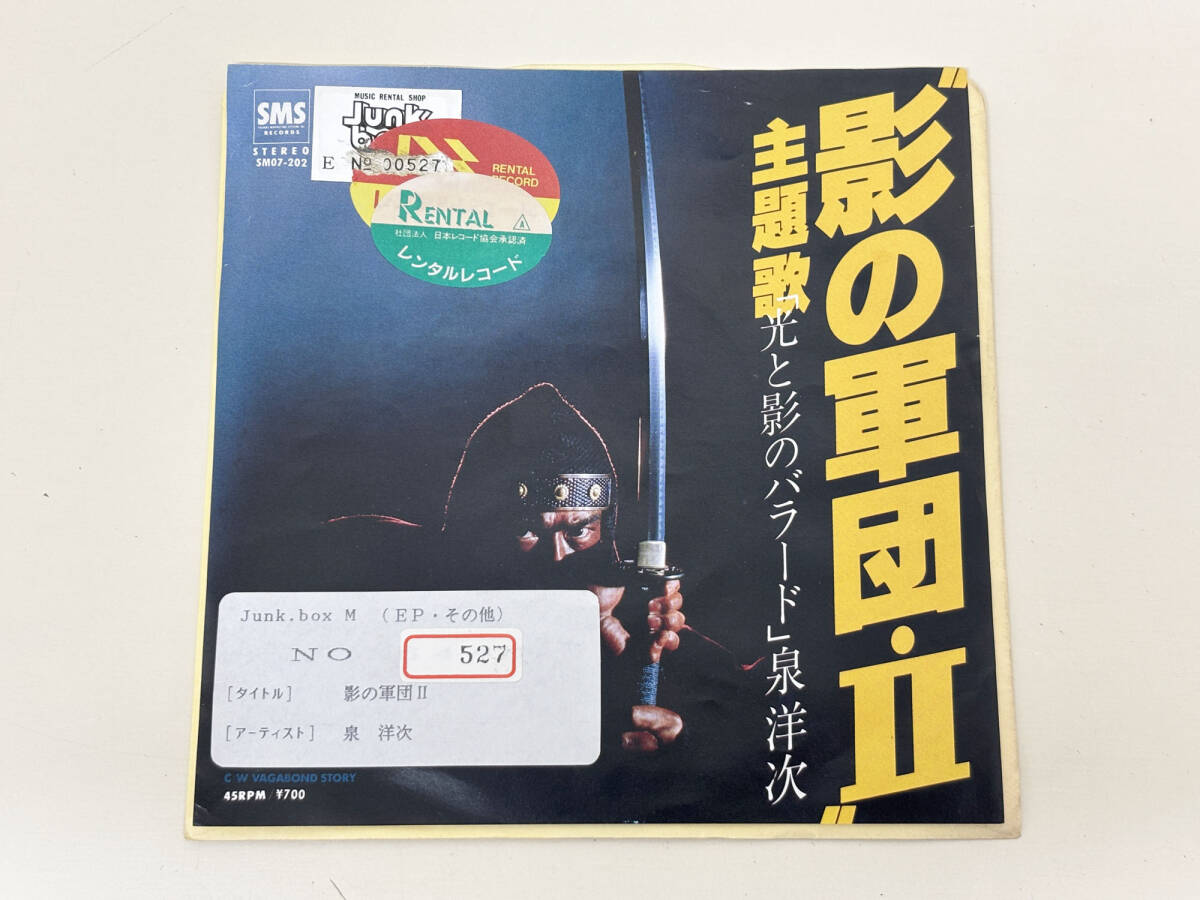 SMS
RECORDS
STEREO
SM07-202
MUSIC RENTAL SHOP
Junk
E № 00527
RENTAL
RECORD
RENTAL
社団法人 日本レコード協会承認済
レンタルレコード
"影の軍団・II"
主題歌
「光と影のバラード」泉洋次
Junk.box M (EP・その他)
NO 527
[タイトル] 影の軍団II
[アーティスト] 泉 洋次
C/W VAGABOND STORY
45RPM / ¥700